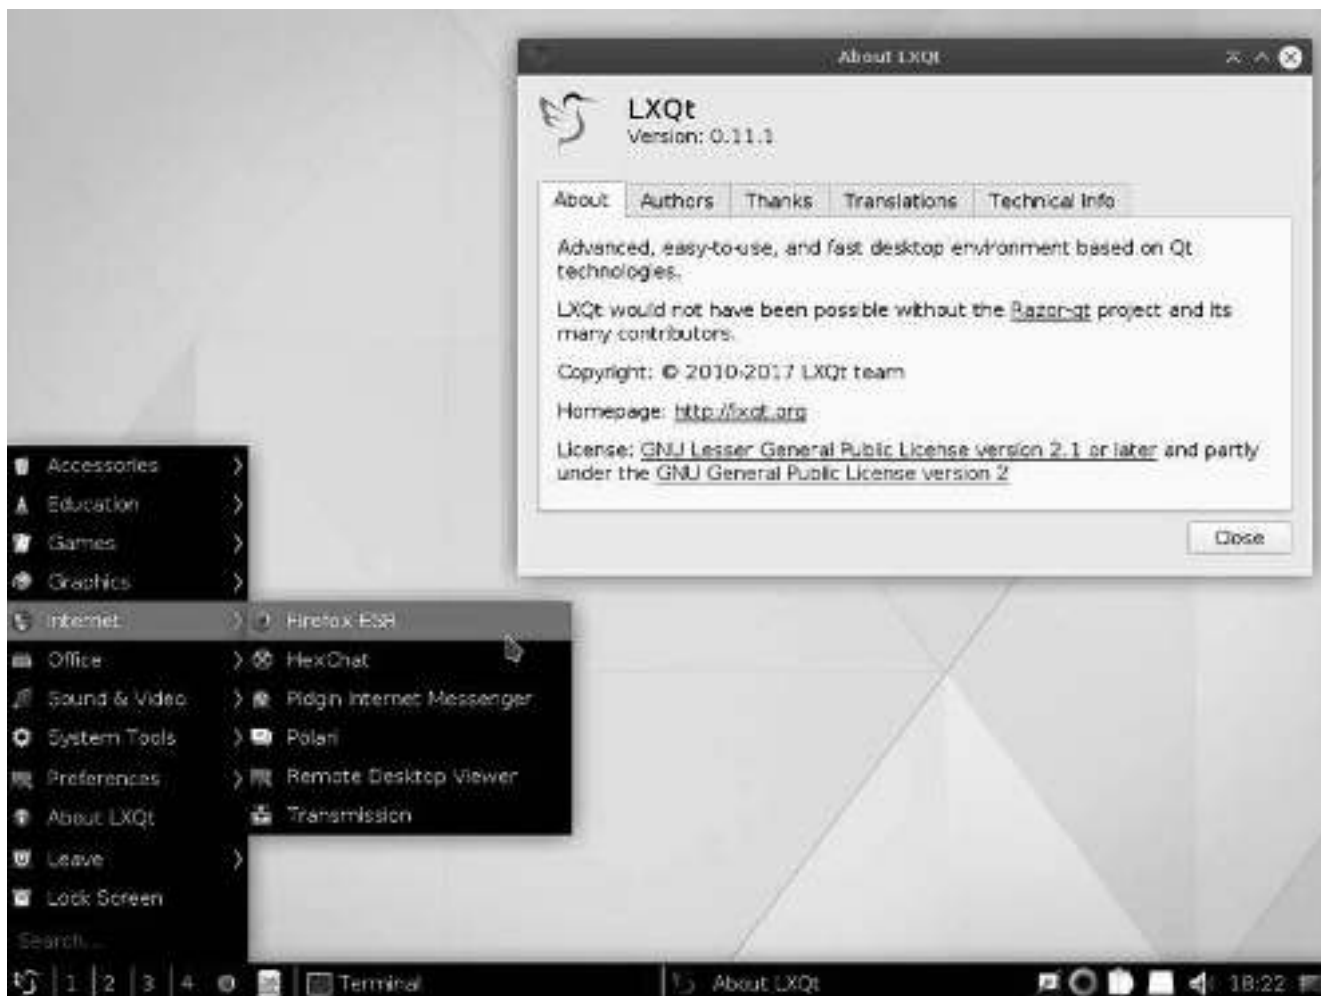 About LXQt
LXQt
Version: 0.11.1
About Authors Thanks Translations Technical Info
Advanced, easy-to-use, and fast desktop environment based on Qt
technologies.
LXQt would not have been possible without the Razor-qt project and its
many contributors.
Copyright: © 2010-2017 LXQt team
Homepage: http://lxqt.org
License: GNU Lesser General Public License version 2.1 or later and partly
under the GNU General Public License version 2
Close
Accessories
Education
Games
Graphics
Internet
Office
Sound & Video
System Tools
Preferences
About LXQt
Leave
Lock Screen
Search...
Firefox ESR
HexChat
Pidgin Internet Messenger
Polari
Remote Desktop Viewer
Transmission
1 2 3 4 Terminal About LXQt 18:22